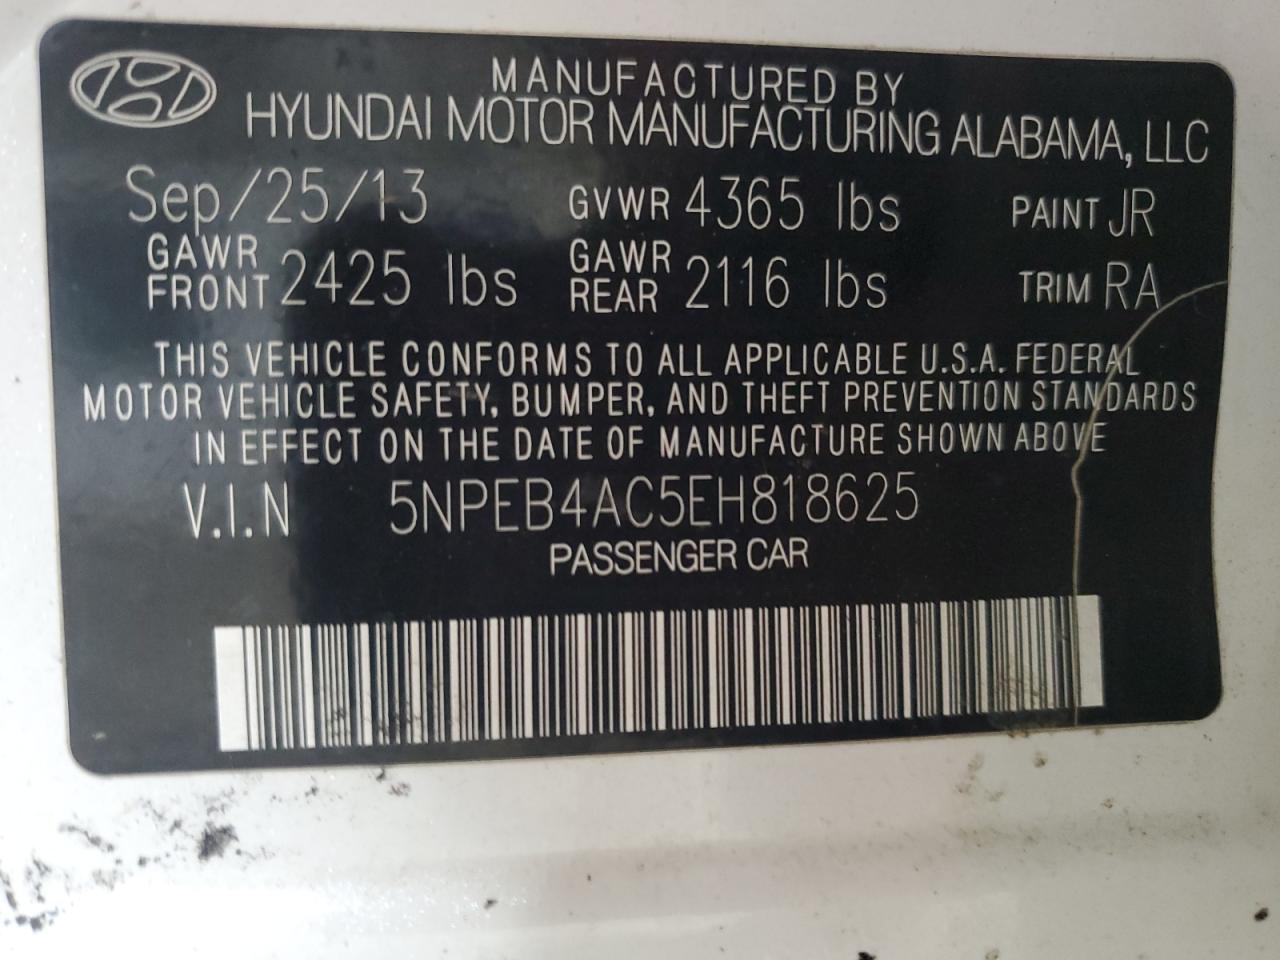 MANUFACTURED BY
HYUNDAI MOTOR MANUFACTURING ALABAMA, LLC
Sep/25/13 GVWR 4365 lbs PAINT JR
GAWR FRONT 2425 lbs GAWR REAR 2116 lbs TRIM RA
THIS VEHICLE CONFORMS TO ALL APPLICABLE U.S.A. FEDERAL
MOTOR VEHICLE SAFETY, BUMPER, AND THEFT PREVENTION STANDARDS
IN EFFECT ON THE DATE OF MANUFACTURE SHOWN ABOVE
V.I.N 5NPEB4AC5EH818625
PASSENGER CAR